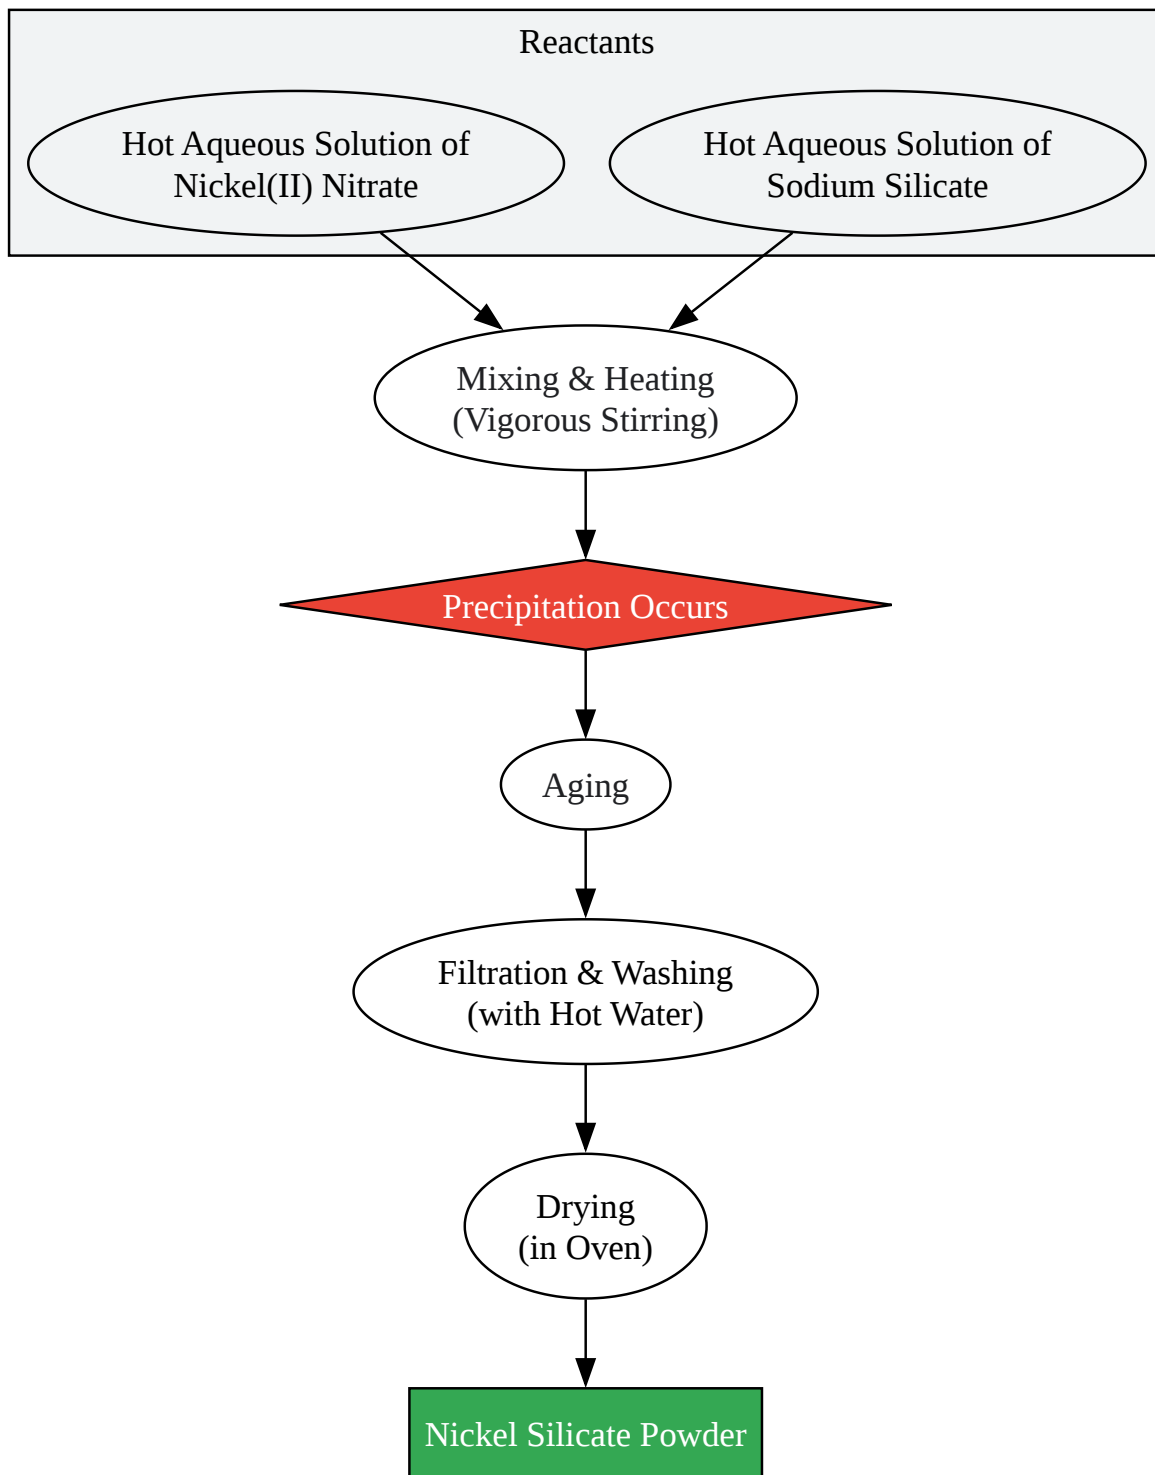 Reactants
Hot Aqueous Solution of
Nickel(II) Nitrate
Hot Aqueous Solution of
Sodium Silicate
Mixing & Heating
(Vigorous Stirring)
Precipitation Occurs
Aging
Filtration & Washing
(with Hot Water)
Drying
(in Oven)
Nickel Silicate Powder